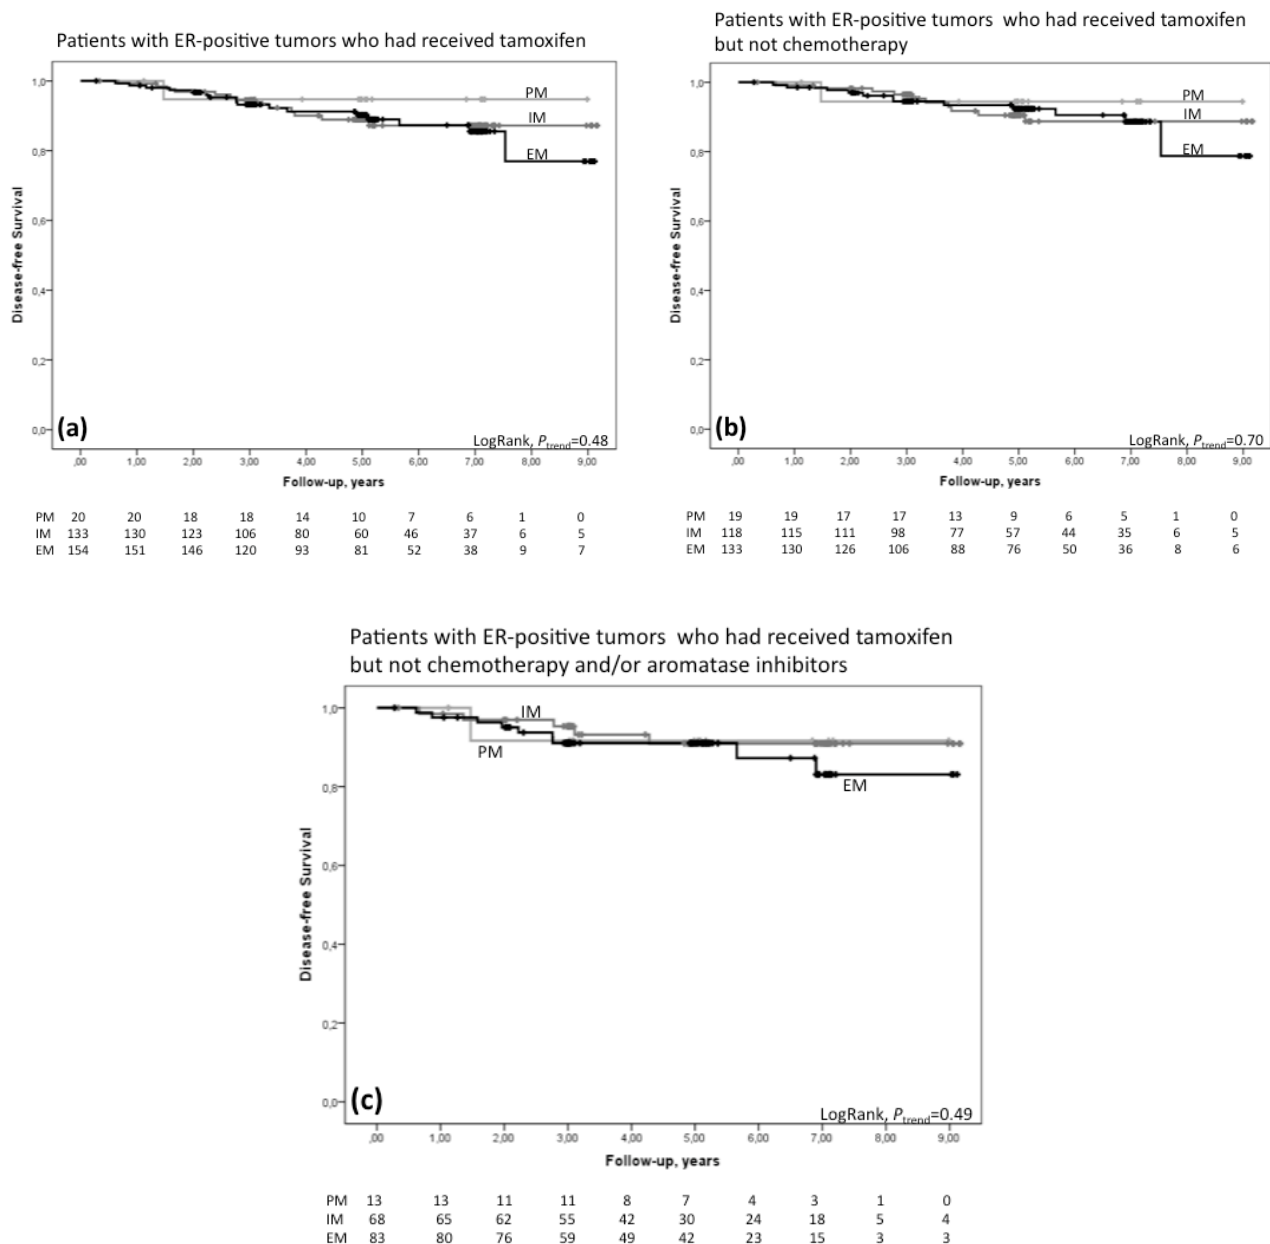 Patients with ER-positive tumors who had received tamoxifen
1,0
0,8
0,6
0,4
0,2
0,0
Disease-free Survival
PM
IM
EM
(a)
LogRank, Ptrend=0.48
,00 1,00 2,00 3,00 4,00 5,00 6,00 7,00 8,00 9,00
Follow-up, years
PM 20 20 18 18 14 10 7 6 1 0
IM 133 130 123 106 80 60 46 37 6 5
EM 154 151 146 120 93 81 52 38 9 7
Patients with ER-positive tumors who had received tamoxifen
but not chemotherapy
1,0
0,8
0,6
0,4
0,2
0,0
Disease-free Survival
PM
IM
EM
(b)
LogRank, Ptrend=0.70
,00 1,00 2,00 3,00 4,00 5,00 6,00 7,00 8,00 9,00
Follow-up, years
PM 19 19 17 17 13 9 6 5 1 0
IM 118 115 111 98 77 57 44 35 6 5
EM 133 130 126 106 88 76 50 36 8 6
Patients with ER-positive tumors who had received tamoxifen
but not chemotherapy and/or aromatase inhibitors
1,0
0,8
0,6
0,4
0,2
0,0
Disease-free Survival
IM
PM
EM
(c)
LogRank, Ptrend=0.49
,00 1,00 2,00 3,00 4,00 5,00 6,00 7,00 8,00 9,00
Follow-up, years
PM 13 13 11 11 8 7 4 3 1 0
IM 68 65 62 55 42 30 24 18 5 4
EM 83 80 76 59 49 42 23 15 3 3